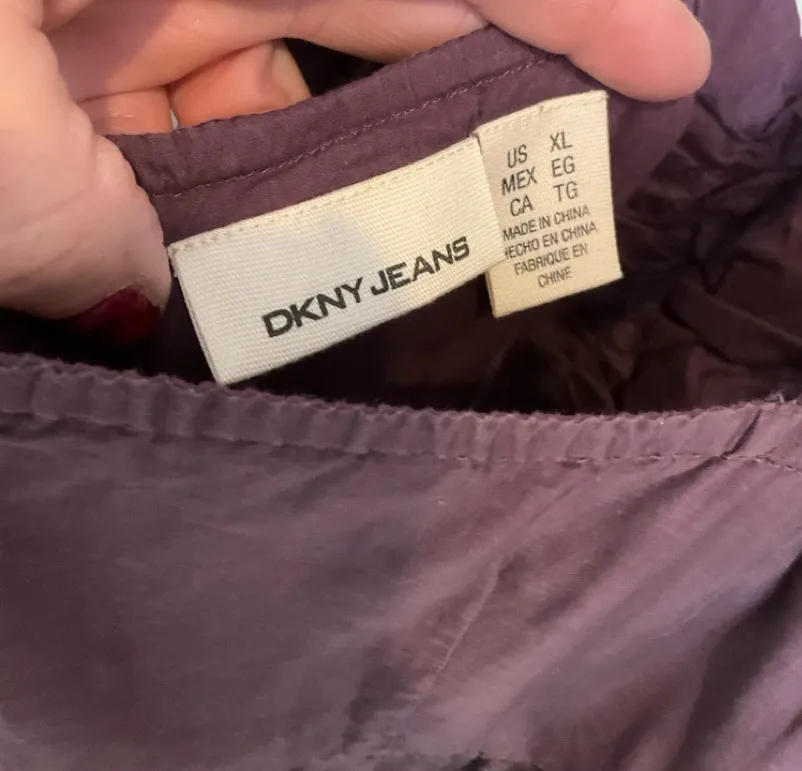 DKNY JEANS
US XL
MEX EG
CA TG
MADE IN CHINA
HECHO EN CHINA
FABRIQUE EN
CHINE